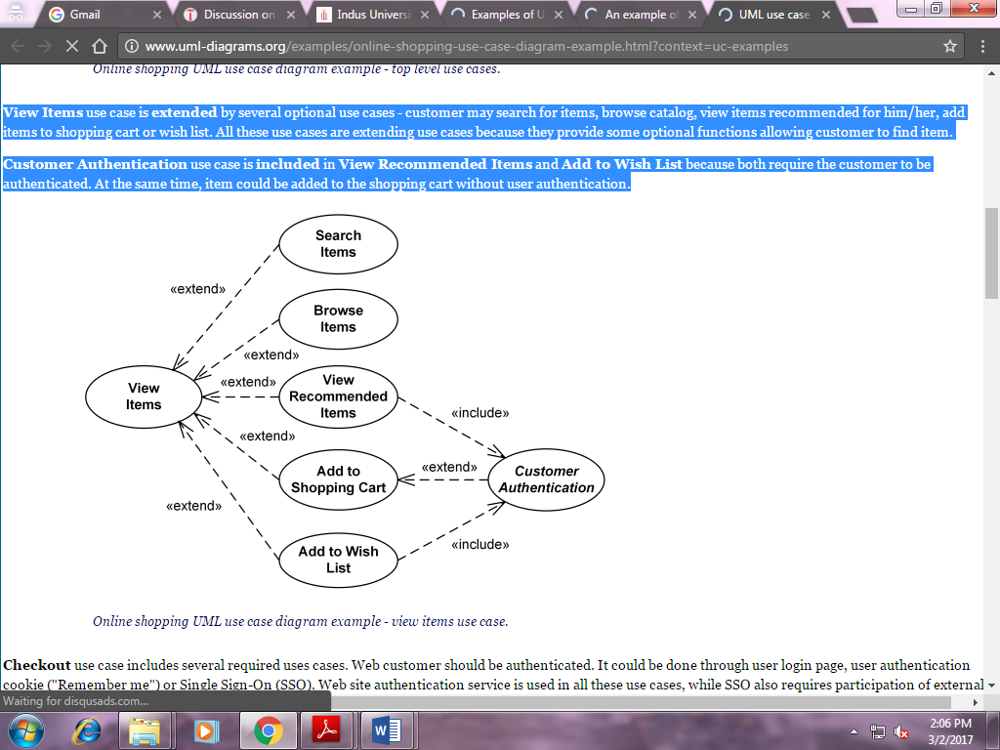 Gmail
Discussion on
Indus Universi
Examples of U
An example o
UML use case
www.uml-diagrams.org/examples/online-shopping-use-case-diagram-example.html?context=uc-examples
Online shopping UML use case diagram example - top level use cases.
View Items use case is extended by several optional use cases - customer may search for items, browse catalog, view items recommended for him/her, add
items to shopping cart or wish list. All these use cases are extending use cases because they provide some optional functions allowing customer to find item.
Customer Authentication use case is included in View Recommended Items and Add to Wish List because both require the customer to be
authenticated. At the same time, item could be added to the shopping cart without user authentication.
Search
Items
«extend»
Browse
Items
«extend»
View
Items
«extend»
View
Recommended
Items
«include»
«extend»
Add to
Shopping Cart
«extend»
Customer
Authentication
«extend»
Add to Wish
List
«include»
Online shopping UML use case diagram example - view items use case.
Checkout use case includes several required uses cases. Web customer should be authenticated. It could be done through user login page, user authentication
cookie ("Remember me") or Single Sign-On (SSO). Web site authentication service is used in all these use cases, while SSO also requires participation of external
Waiting for disqusads.com...
2:06 PM
3/2/2017